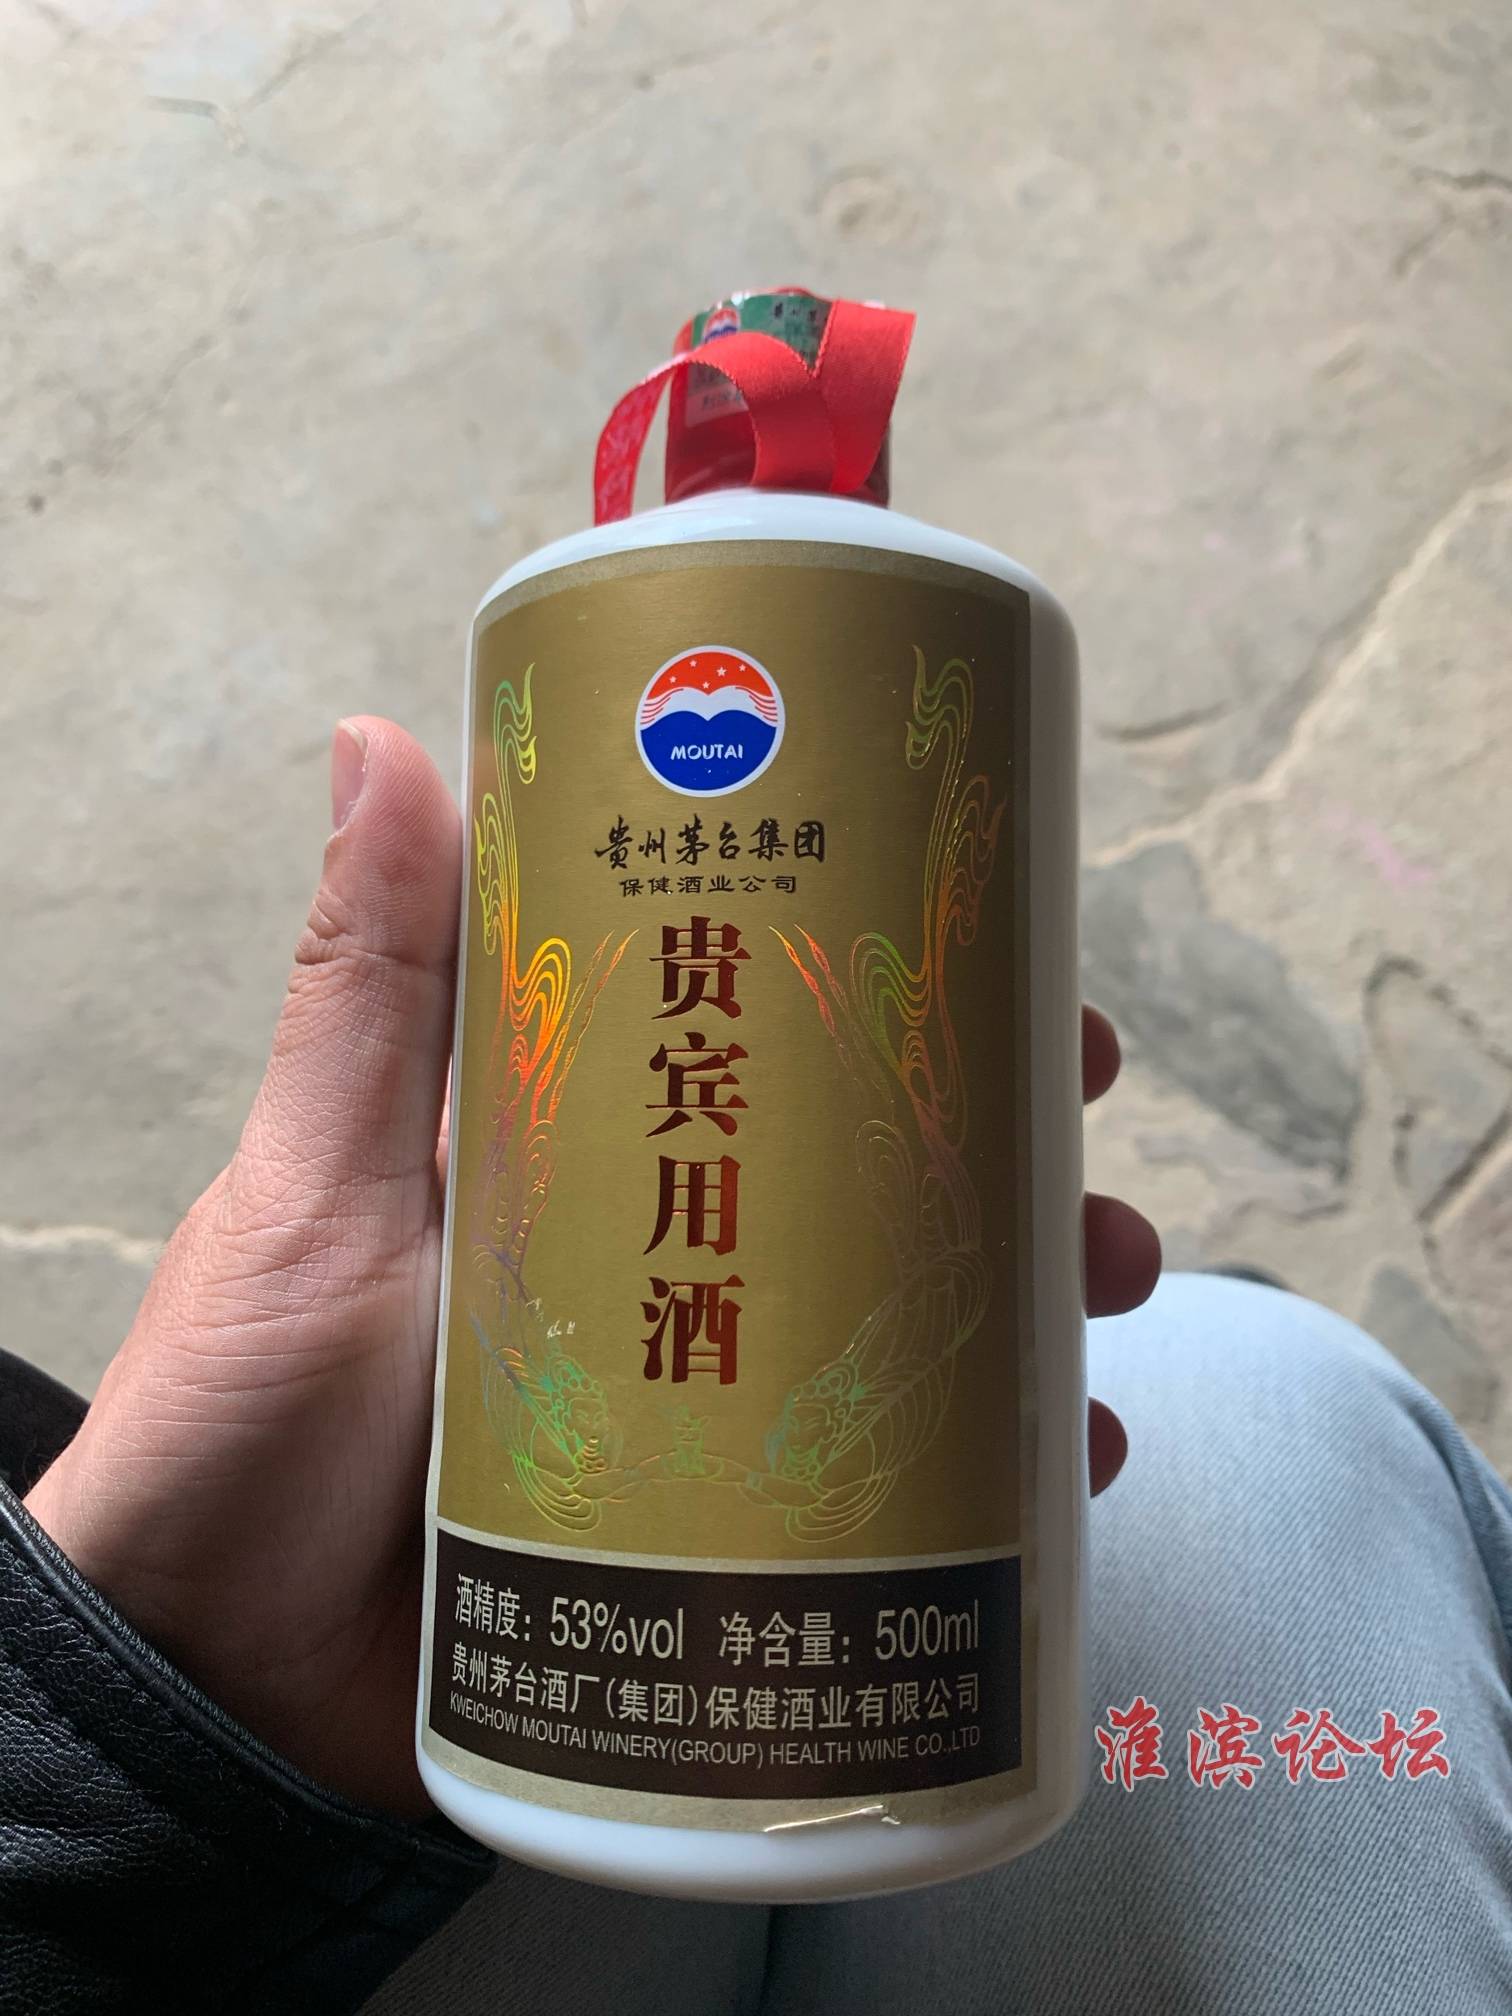 MOUTAI
贵州茅台集团
保健酒业公司
贵宾用酒
酒精度：53%vol 净含量：500ml
贵州茅台酒厂(集团)保健酒业有限公司
KWEICHOW MOUTAI WINERY(GROUP) HEALTH WINE CO.,LTD
淮滨论坛